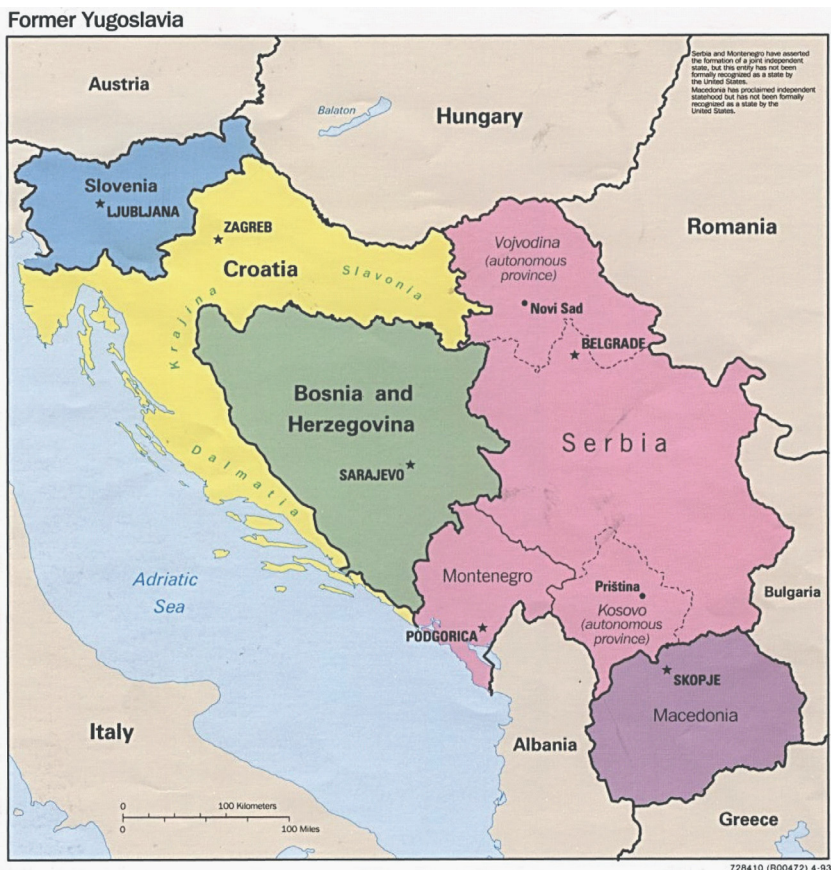 Former Yugoslavia
Serbia and Montenegro have asserted
the formation of a joint independent
state, but this entity has not been
formally recognized as a state by
the United States.
Macedonia has proclaimed independent
statehood but has not been formally
recognized as a state by the
United States.
Austria
Balaton
Hungary
Slovenia
LJUBLJANA
Romania
ZAGREB
Croatia
Slavonia
Vojvodina
(autonomous
province)
Krajina
Novi Sad
BELGRADE
Bosnia and
Herzegovina
Serbia
SARAJEVO
Dalmatia
Adriatic
Sea
Montenegro
Priština
Kosovo
(autonomous
province)
Bulgaria
PODGORICA
SKOPJE
Macedonia
Italy
Albania
0 100 Kilometers
0 100 Miles
Greece
728410 (R00472) 4-93